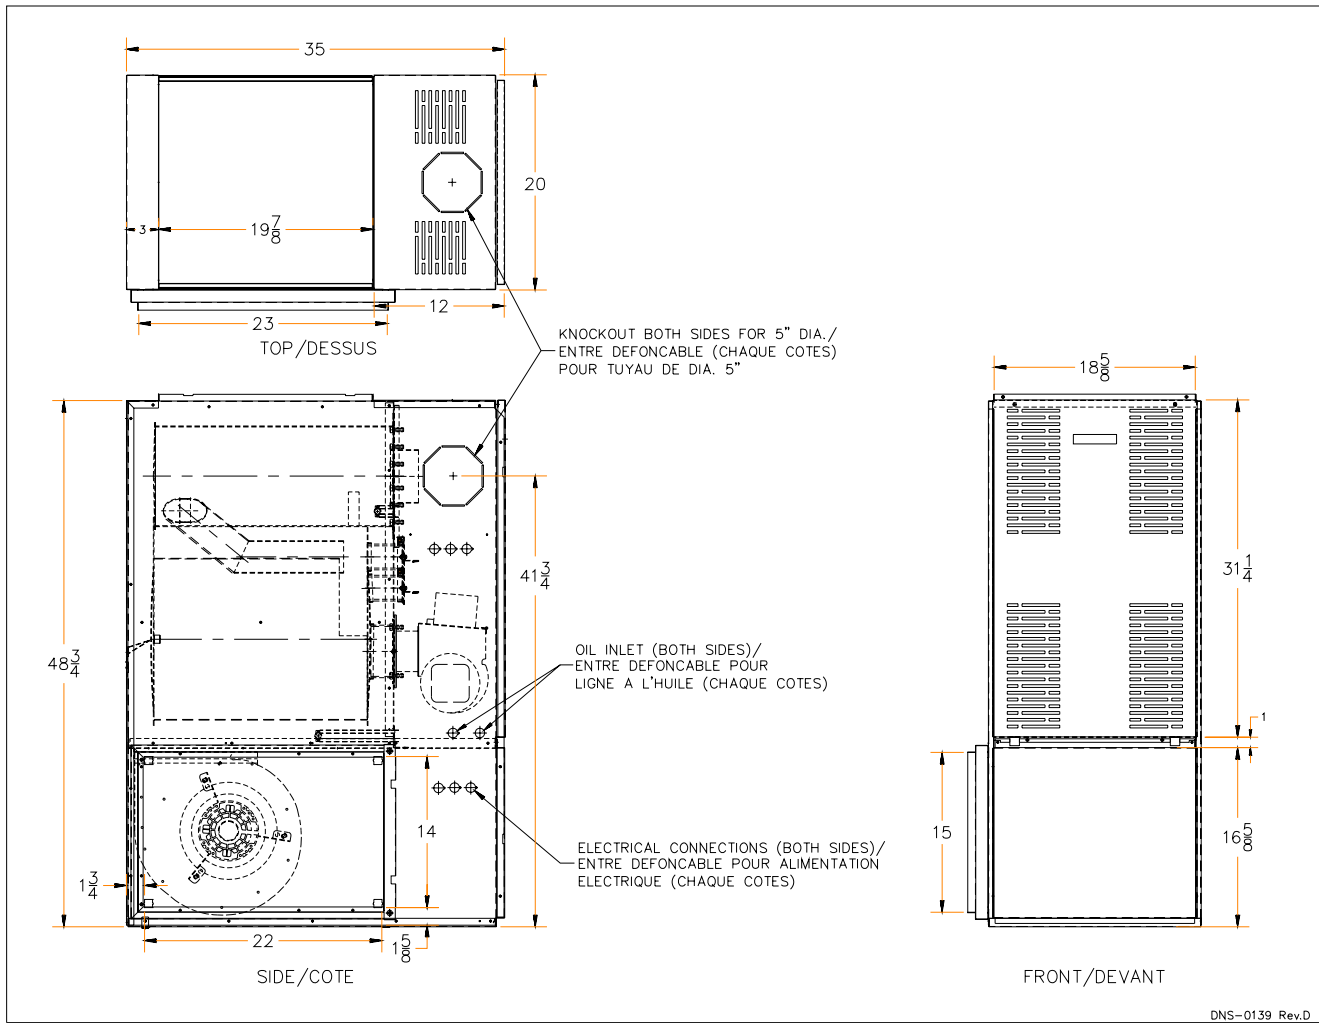 35
20
3
19 7/8
12
23
TOP/DESSUS
KNOCKOUT BOTH SIDES FOR 5" DIA./
ENTRE DEFONCABLE (CHAQUE COTES)
POUR TUYAU DE DIA. 5"
18 5/8
48 3/4
41 3/4
31 1/4
OIL INLET (BOTH SIDES)/
ENTRE DEFONCABLE POUR
LIGNE A L'HUILE (CHAQUE COTES)
1
14
15
16 5/8
ELECTRICAL CONNECTIONS (BOTH SIDES)/
ENTRE DEFONCABLE POUR ALIMENTATION
ELECTRIQUE (CHAQUE COTES)
1 3/4
22
1 5/8
SIDE/COTE
FRONT/DEVANT
DNS-0139 Rev.D